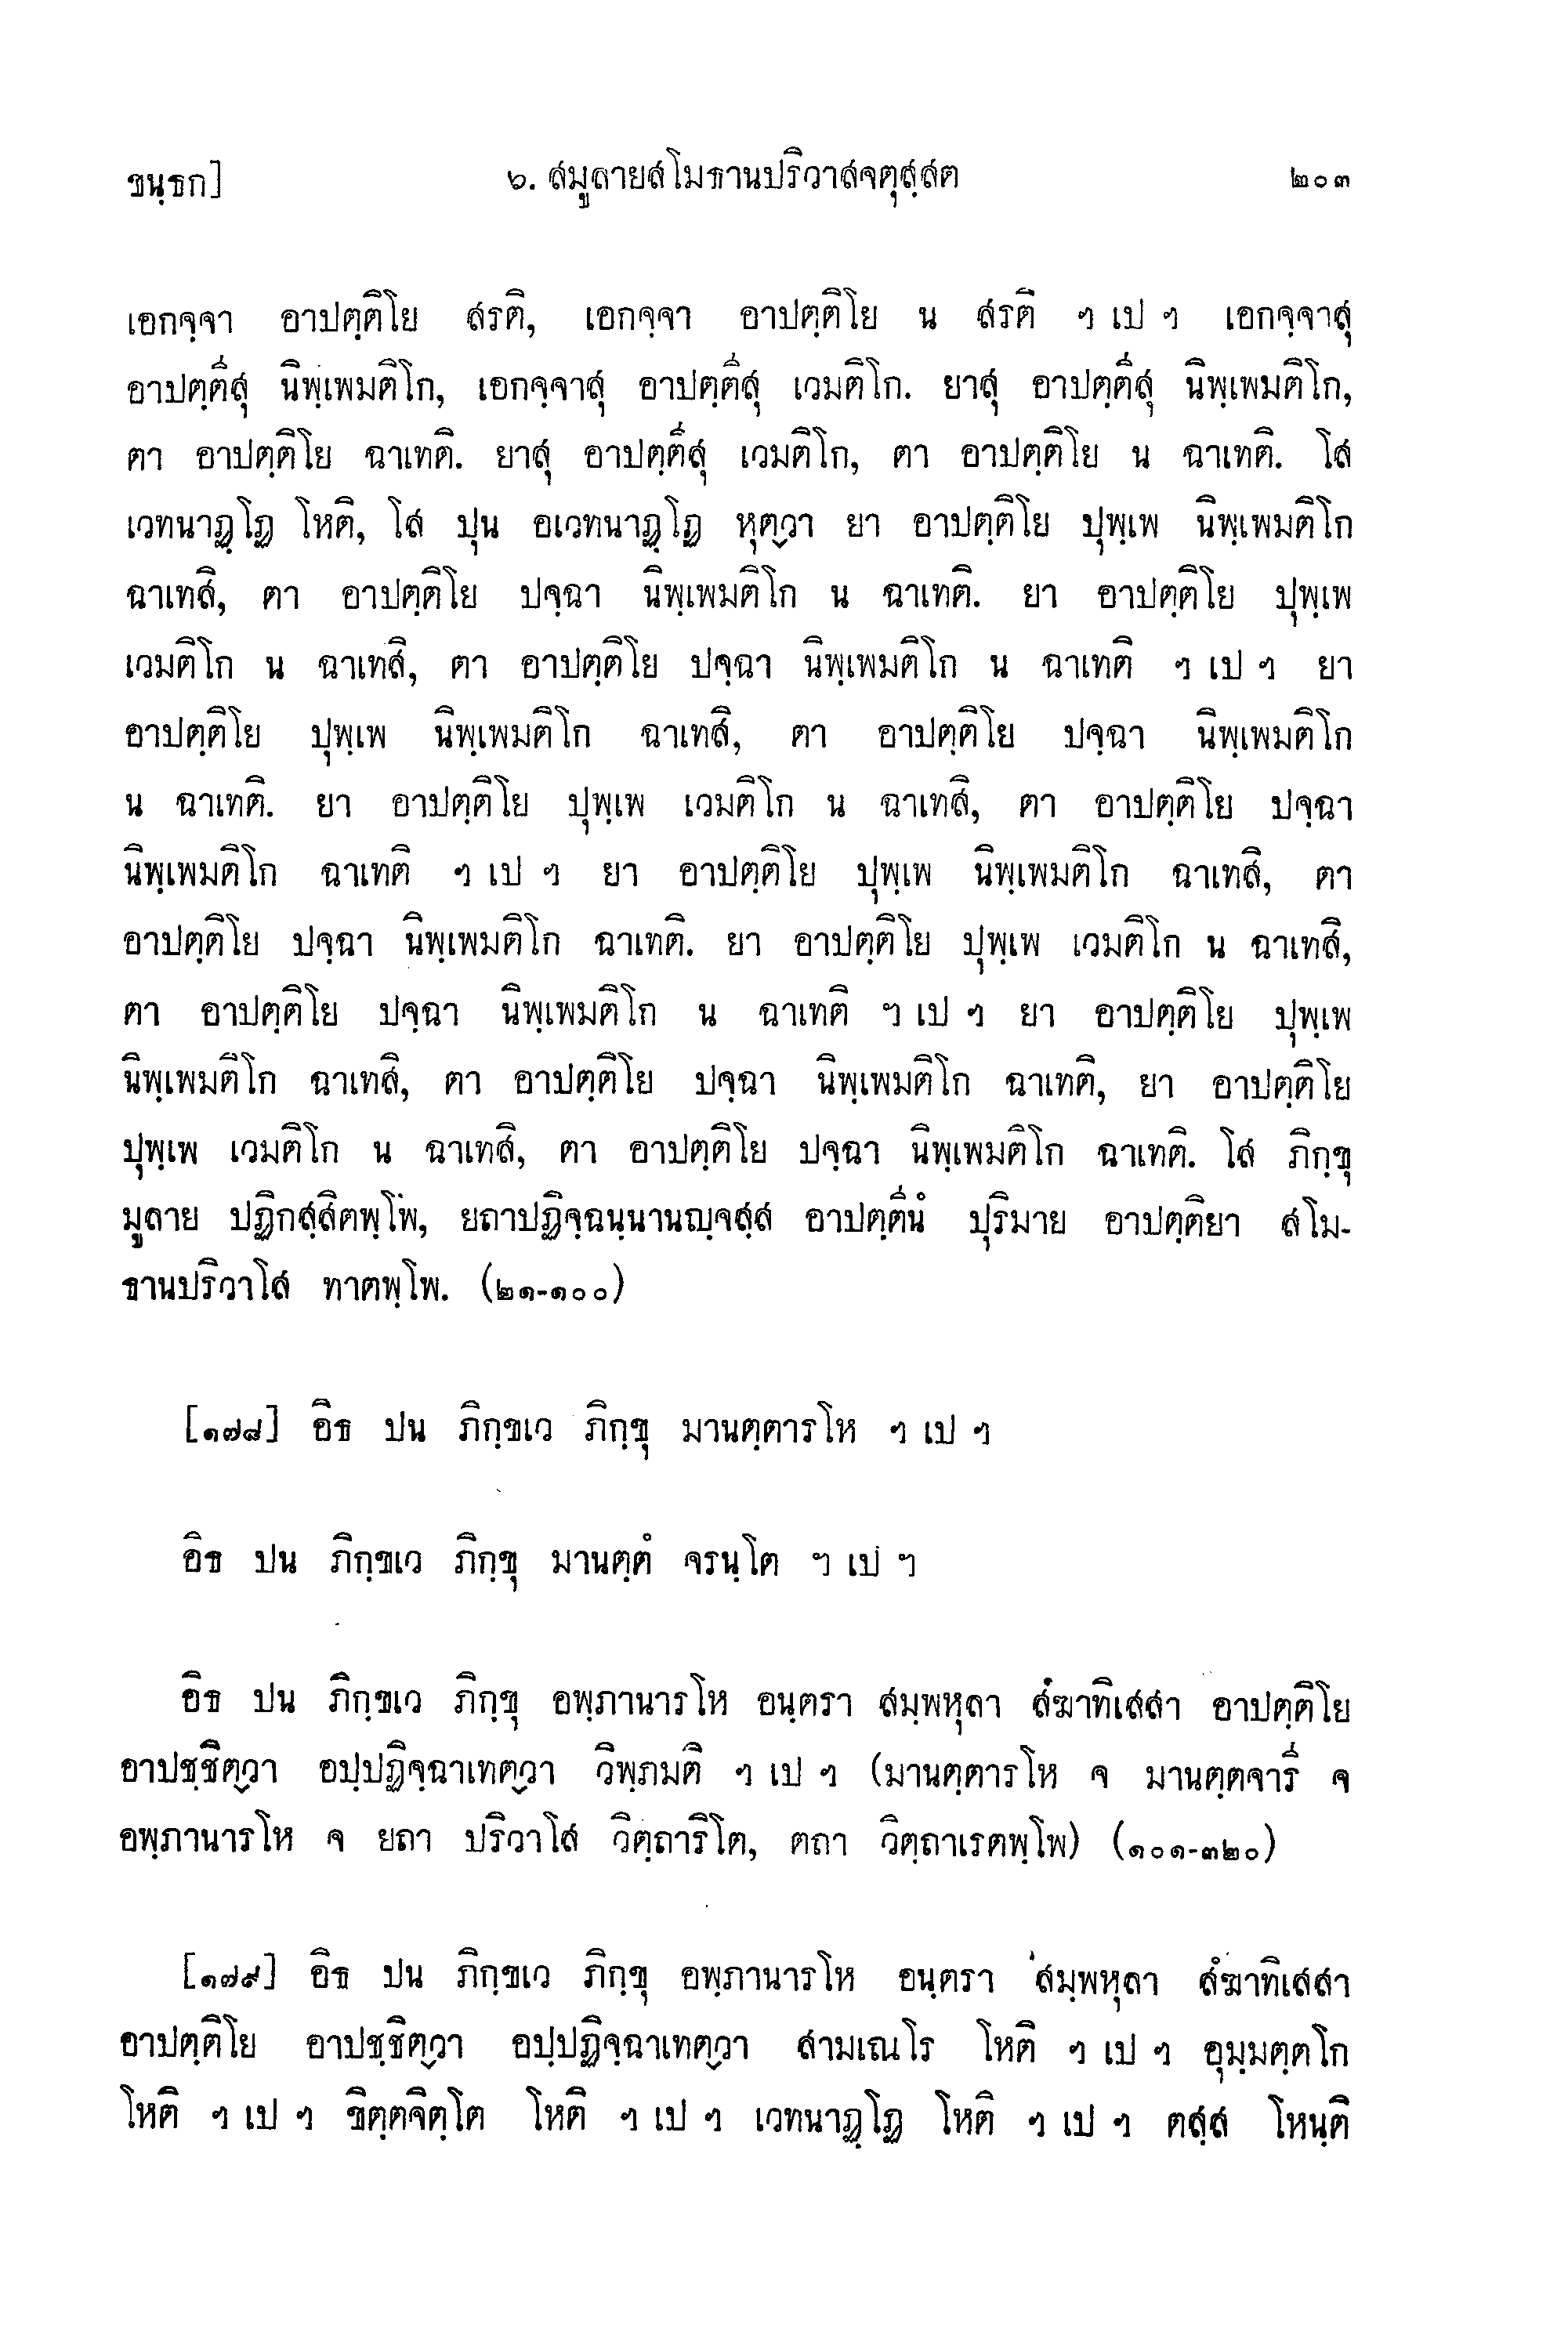 ขนฺธก]
๖. สมูลายสโมธานปริวาสจตุสฺสต
๒๐๓
เอกจฺจา อาปตฺติโย สรติ, เอกจฺจา อาปตฺติโย น สรติ ฯ เป ฯ เอกจฺจาสุ
อาปตฺตีสุ นิพฺเพมติโก, เอกจฺจาสุ อาปตฺตีสุ เวมติโก. ยาสุ อาปตฺตีสุ นิพฺเพมติโก,
ตา อาปตฺติโย ฉาเทติ. ยาสุ อาปตฺตีสุ เวมติโก, ตา อาปตฺติโย น ฉาเทติ. โส
เวทนาฏฺโฏ โหติ, โส ปุน อเวทนาฏฺโฏ หุตฺวา ยา อาปตฺติโย ปุพฺเพ นิพฺเพมติโก
ฉาเทสิ, ตา อาปตฺติโย ปจฺฉา นิพฺเพมติโก น ฉาเทติ. ยา อาปตฺติโย ปุพฺเพ
เวมติโก น ฉาเทสิ, ตา อาปตฺติโย ปจฺฉา นิพฺเพมติโก น ฉาเทติ ฯ เป ฯ ยา
อาปตฺติโย ปุพฺเพ นิพฺเพมติโก ฉาเทสิ, ตา อาปตฺติโย ปจฺฉา นิพฺเพมติโก
น ฉาเทติ. ยา อาปตฺติโย ปุพฺเพ เวมติโก น ฉาเทสิ, ตา อาปตฺติโย ปจฺฉา
นิพฺเพมติโก ฉาเทติ ฯ เป ฯ ยา อาปตฺติโย ปุพฺเพ นิพฺเพมติโก ฉาเทสิ, ตา
อาปตฺติโย ปจฺฉา นิพฺเพมติโก ฉาเทติ. ยา อาปตฺติโย ปุพฺเพ เวมติโก น ฉาเทสิ,
ตา อาปตฺติโย ปจฺฉา นิพฺเพมติโก น ฉาเทติ ฯ เป ฯ ยา อาปตฺติโย ปุพฺเพ
นิพฺเพมติโก ฉาเทสิ, ตา อาปตฺติโย ปจฺฉา นิพฺเพมติโก ฉาเทติ, ยา อาปตฺติโย
ปุพฺเพ เวมติโก น ฉาเทสิ, ตา อาปตฺติโย ปจฺฉา นิพฺเพมติโก ฉาเทติ. โส ภิกฺขุ
มูลาย ปฏิกสฺสิตพฺโพ, ยถาปฏิจฺฉนฺนานญฺจสฺส อาปตฺตีนํ ปุริมาย อาปตฺติยา สโม-
ธานปริวาโส ทาตพฺโพ. (๒๑-๑๐๐)
[๑๗๘] อิธ ปน ภิกฺขเว ภิกฺขุ มานตฺตารโห ฯ เป ฯ
อิธ ปน ภิกฺขเว ภิกฺขุ มานตฺตํ จรนฺโต ฯ เป ฯ
อิธ ปน ภิกฺขเว ภิกฺขุ อพฺภานารโห อนฺตรา สมฺพหุลา สํฆาทิเสสา อาปตฺติโย
อาปชฺชิตฺวา อปฺปฏิจฺฉาเทตฺวา วิพฺภมติ ฯ เป ฯ (มานตฺตารโห จ มานตฺตจารี จ
อพฺภานารโห จ ยถา ปริวาโส วิตฺถาริโต, ตถา วิตฺถาเรตพฺโพ) (๑๐๑-๓๒๐)
[๑๗๙] อิธ ปน ภิกฺขเว ภิกฺขุ อพฺภานารโห อนฺตรา สมฺพหุลา สํฆาทิเสสา
อาปตฺติโย อาปชฺชิตฺวา อปฺปฏิจฺฉาเทตฺวา สามเณโร โหติ ฯ เป ฯ อุมฺมตฺตโก
โหติ ฯ เป ฯ ขิตฺตจิตฺโต โหติ ฯ เป ฯ เวทนาฏฺโฏ โหติ ฯ เป ฯ ตสฺส โหนฺติ